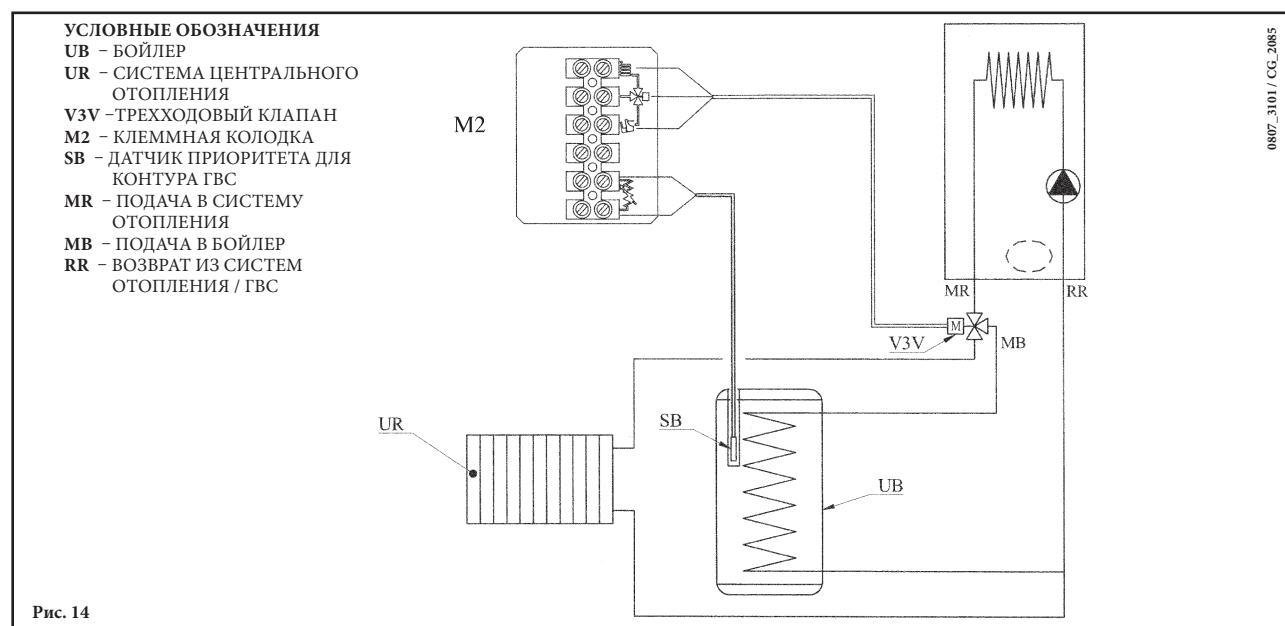 УСЛОВНЫЕ ОБОЗНАЧЕНИЯ
UB – БОЙЛЕР
UR – СИСТЕМА ЦЕНТРАЛЬНОГО
ОТОПЛЕНИЯ
V3V –ТРЕХХОДОВЫЙ КЛАПАН
M2 – КЛЕММНАЯ КОЛОДКА
SB – ДАТЧИК ПРИОРИТЕТА ДЛЯ
КОНТУРА ГВС
MR – ПОДАЧА В СИСТЕМУ
ОТОПЛЕНИЯ
MB – ПОДАЧА В БОЙЛЕР
RR – ВОЗВРАТ ИЗ СИСТЕМ
ОТОПЛЕНИЯ / ГВС
M2
0807_3101 / CG_2085
MR
RR
M
V3V
MB
UR
SB
UB
Рис. 14